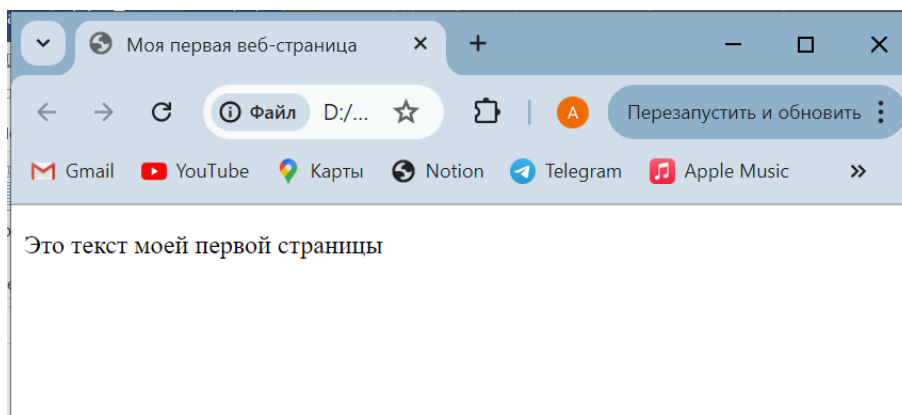 Моя первая веб-страница
Файл D:/... А Перезапустить и обновить
Gmail YouTube Карты Notion Telegram Apple Music
Это текст моей первой страницы